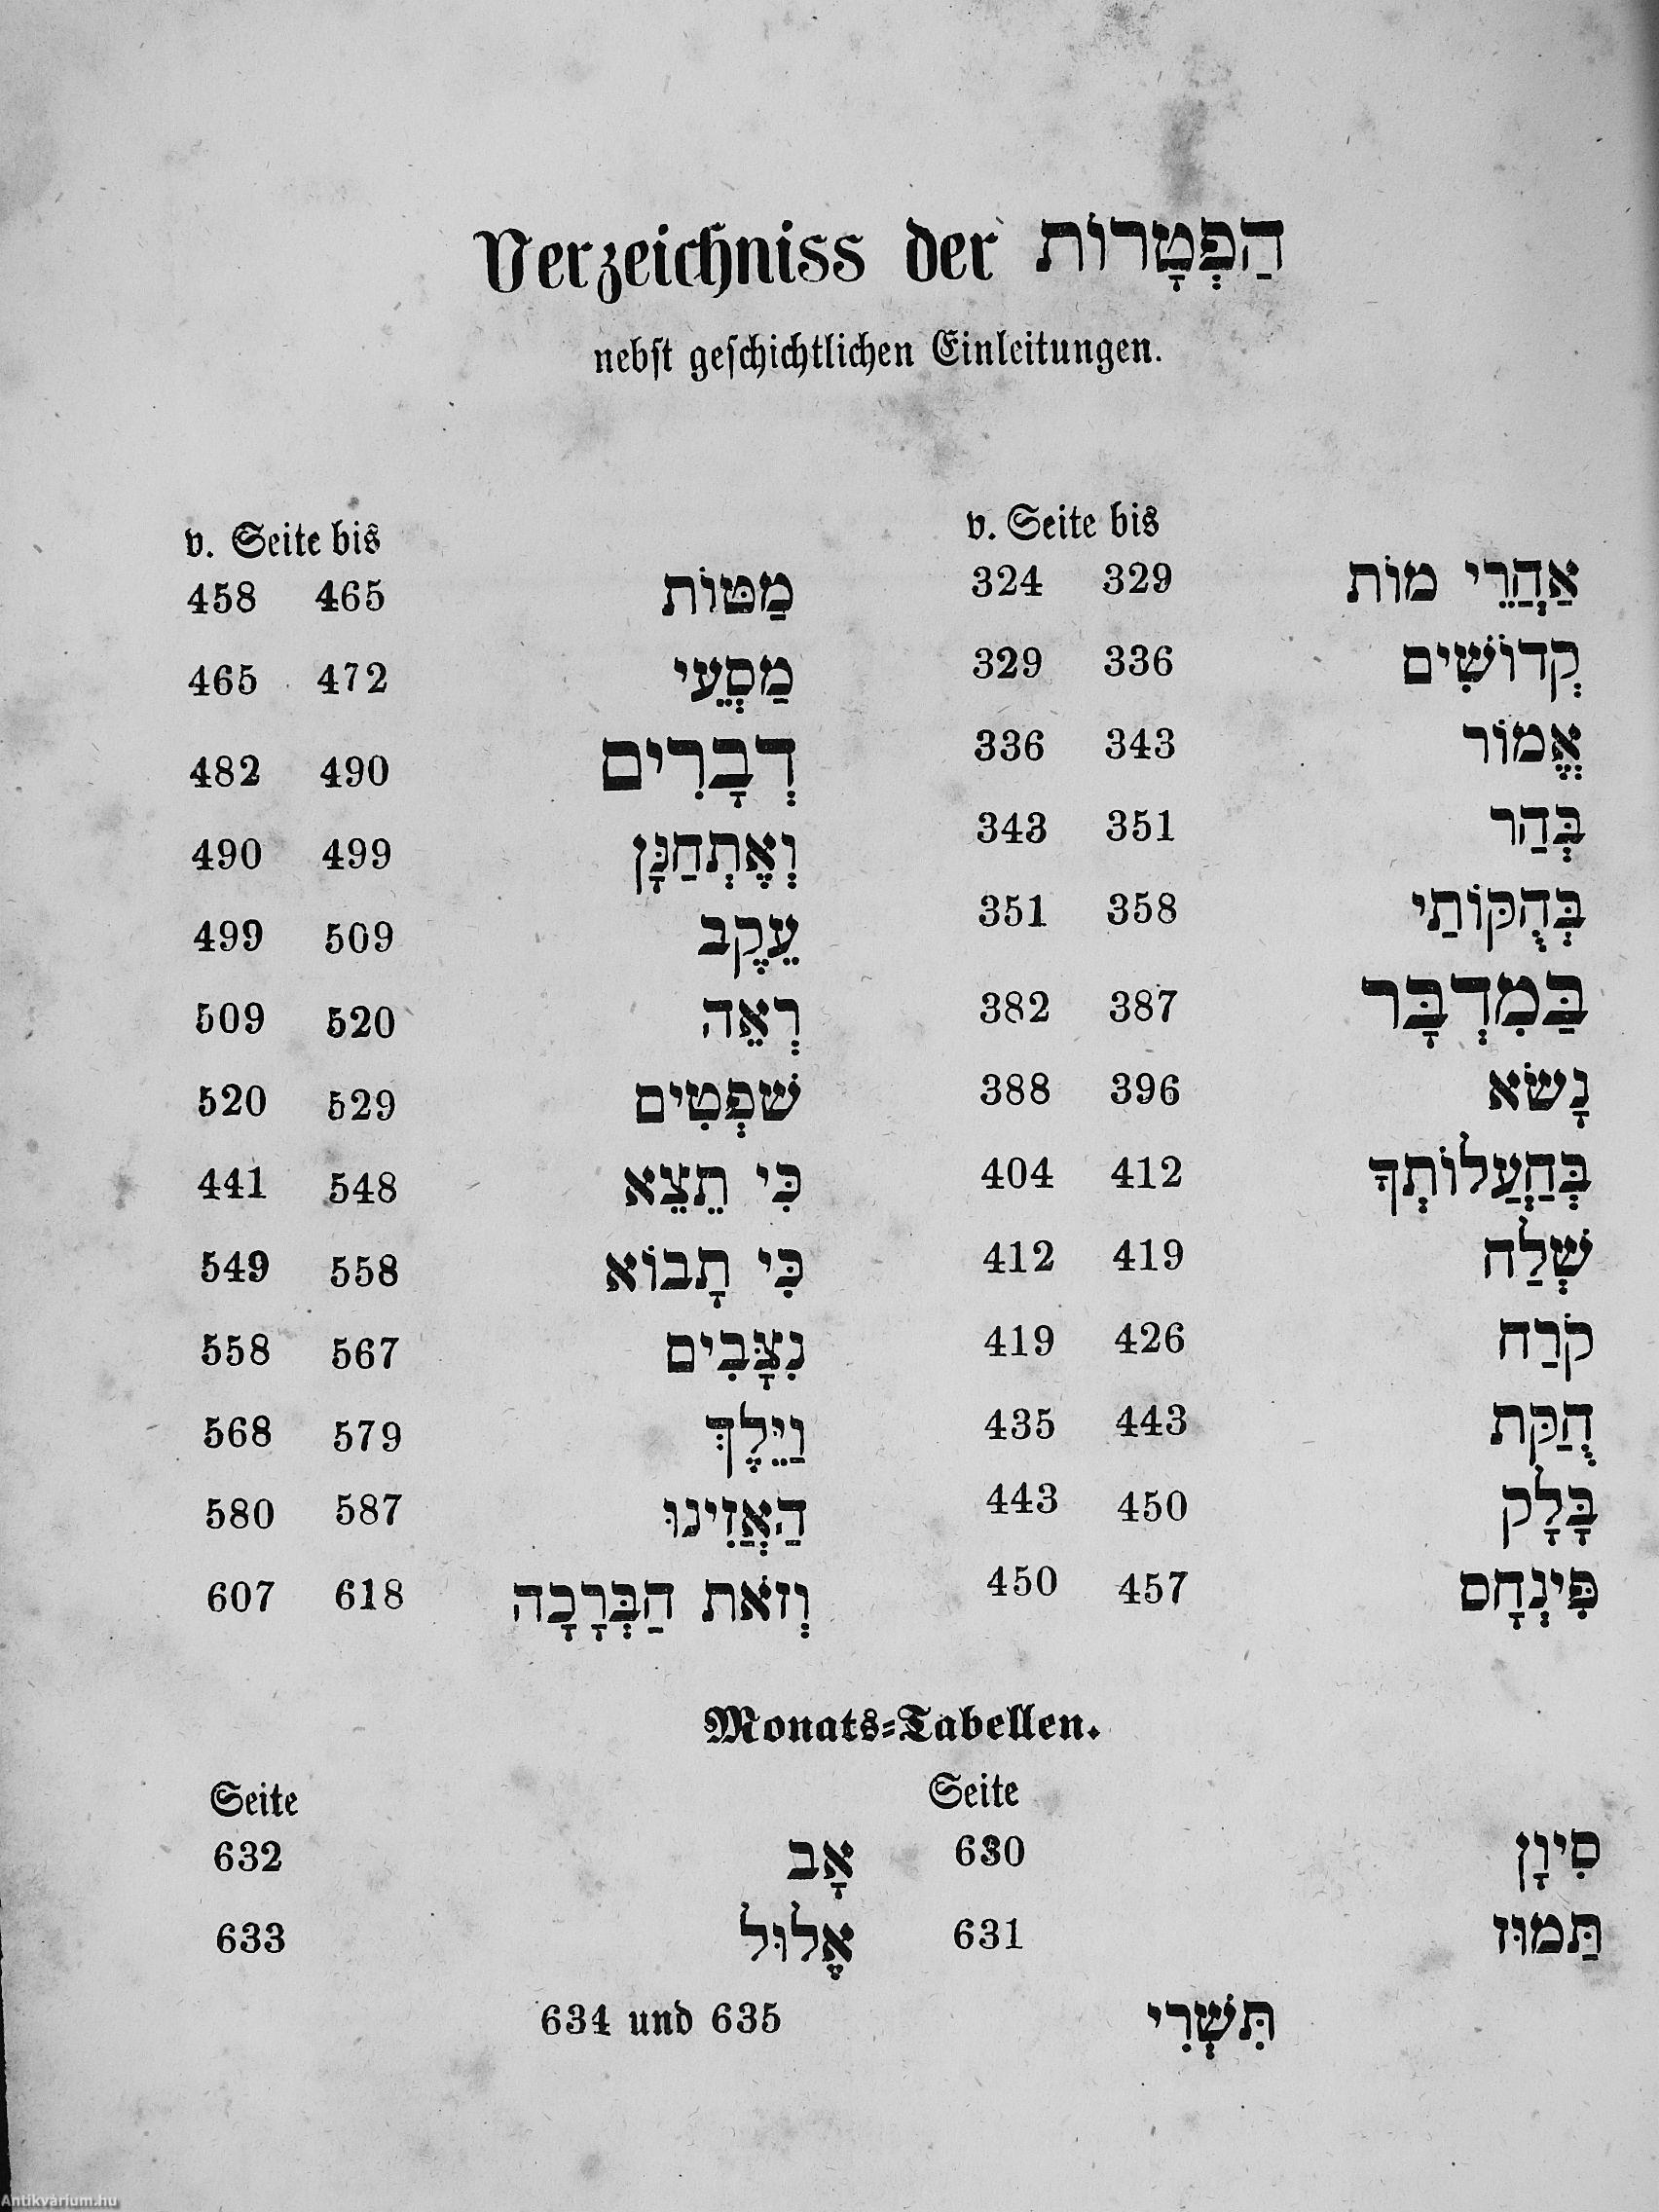 Verzeichniss der הַפְטָרוֹת
nebſt geſchichtlichen Einleitungen.
v. Seite bis
324 329 אַהֲרֵי מוֹת
329 336 קְדוֹשִׁים
336 343 אֱמוֹר
343 351 בְּהַר
351 358 בְּהֻקּוֹתַי
382 387 בַּמִדְבָּר
388 396 נָשֹׂא
404 412 בְּחַעֲלוֹתְךָ
412 419 שְׁלַה
419 426 קֹרַח
435 443 הֻקַּת
443 450 בָּלָק
450 457 פִּינְחָס
v. Seite bis
458 465 מַטּוֹת
465 472 מַסְעֵי
482 490 דְבָרִים
490 499 וְאֶתְחַנָּן
499 509 עֵקֶב
509 520 רְאֵה
520 529 שׁפְטִים
441 548 כִּי תֵצֵא
549 558 כִּי תָבוֹא
558 567 נִצָּבִים
568 579 וַיֵּלֶךְ
580 587 הַאֲזִינוּ
607 618 וְזֹאת הַבְּרָכָה
Monats-Tabellen.
Seite
630 סִיוָן
631 תַּמוּז
Seite
632 אָב
633 אֶלוּל
634 und 635 תִּשְׁרִי
Antikvárium.hu